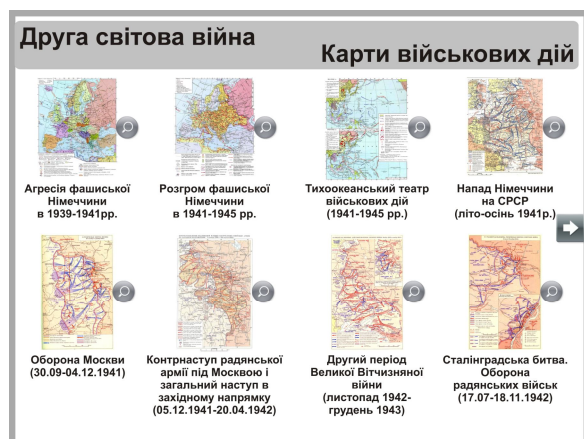 Друга світова війна
Карти військових дій
Агресія фашиської
Німеччини
в 1939-1941рр.
Розгром фашиської
Німеччини
в 1941-1945 рр.
Тихоокеанський театр
військових дій
(1941-1945 рр.)
Напад Німеччини
на СРСР
(літо-осінь 1941р.)
Оборона Москви
(30.09-04.12.1941)
Контрнаступ радянської
армії під Москвою і
загальний наступ в
західному напрямку
(05.12.1941-20.04.1942)
Другий період
Великої Вітчизняної
війни
(листопад 1942-
грудень 1943)
Сталінградська битва.
Оборона
радянських військ
(17.07-18.11.1942)